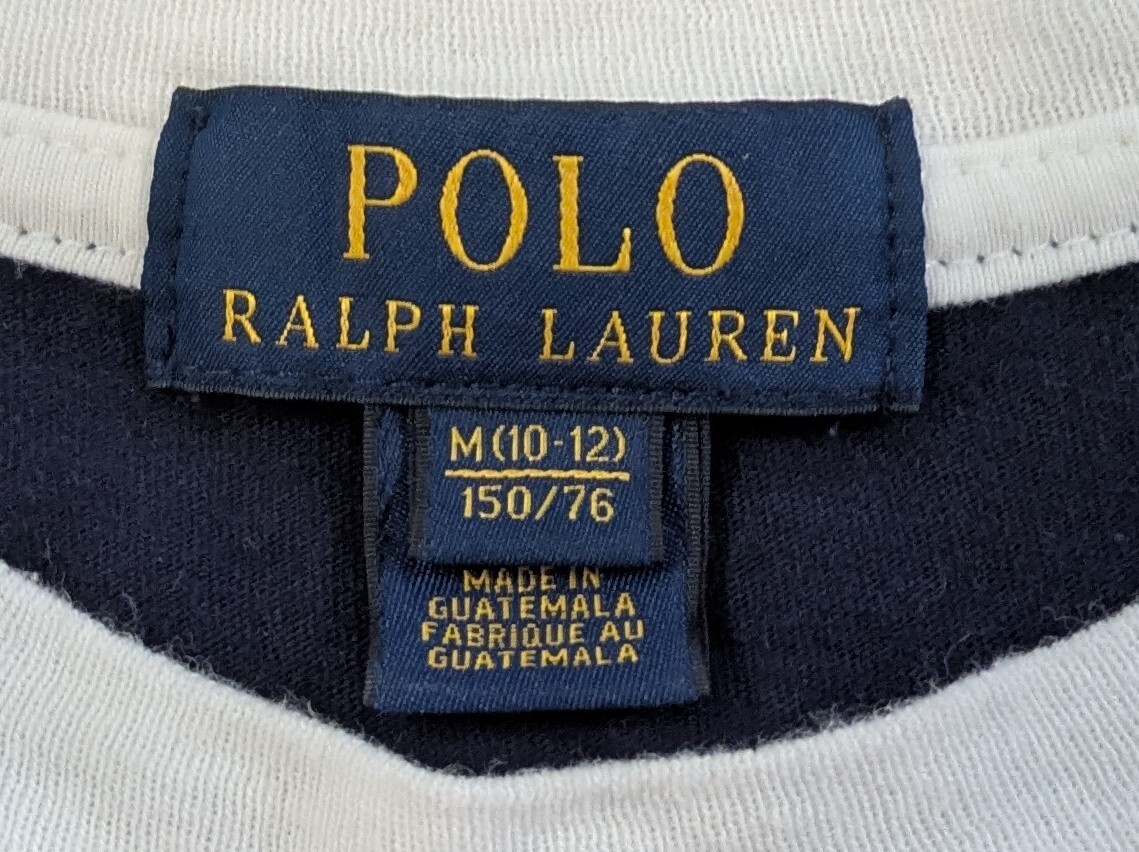 POLO
RALPH LAUREN
M(10-12)
150/76
MADE IN
GUATEMALA
FABRIQUE AU
GUATEMALA